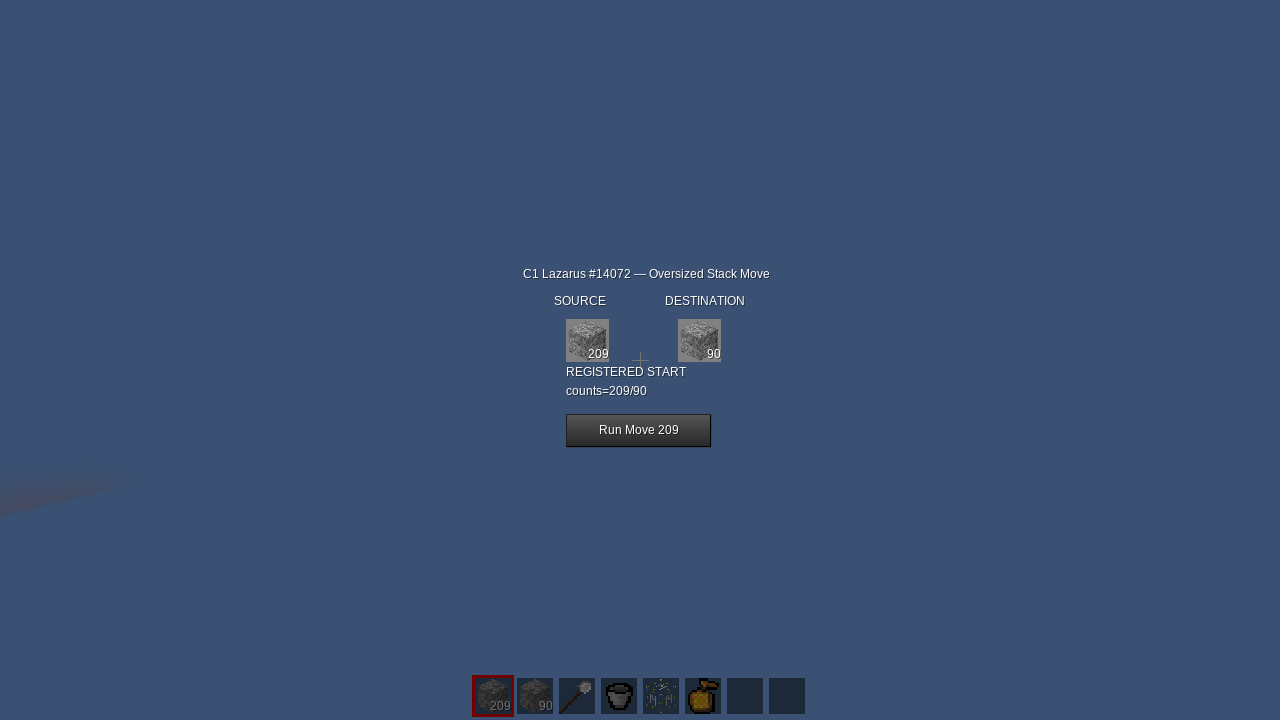 C1 Lazarus #14072 — Oversized Stack Move
SOURCE DESTINATION
209 90
REGISTERED START
counts=209/90
Run Move 209
209 90